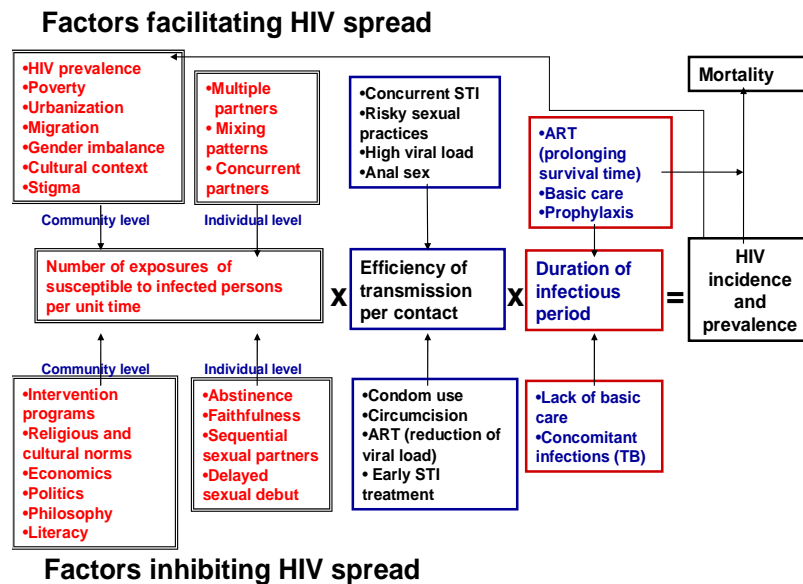 Factors facilitating HIV spread
•HIV prevalence
•Poverty
•Urbanization
•Migration
•Gender imbalance
•Cultural context
•Stigma
•Multiple
partners
• Mixing
patterns
• Concurrent
partners
•Concurrent STI
•Risky sexual
practices
•High viral load
•Anal sex
•ART
(prolonging
survival time)
•Basic care
•Prophylaxis
Mortality
Community level
Individual level
Number of exposures of
susceptible to infected persons
per unit time
x
Efficiency of
transmission
per contact
x
Duration of
infectious
period
=
HIV
incidence
and
prevalence
Community level
Individual level
•Intervention
programs
•Religious and
cultural norms
•Economics
•Politics
•Philosophy
•Literacy
•Abstinence
•Faithfulness
•Sequential
sexual partners
•Delayed
sexual debut
•Condom use
•Circumcision
•ART (reduction of
viral load)
• Early STI
treatment
•Lack of basic
care
•Concomitant
infections (TB)
Factors inhibiting HIV spread